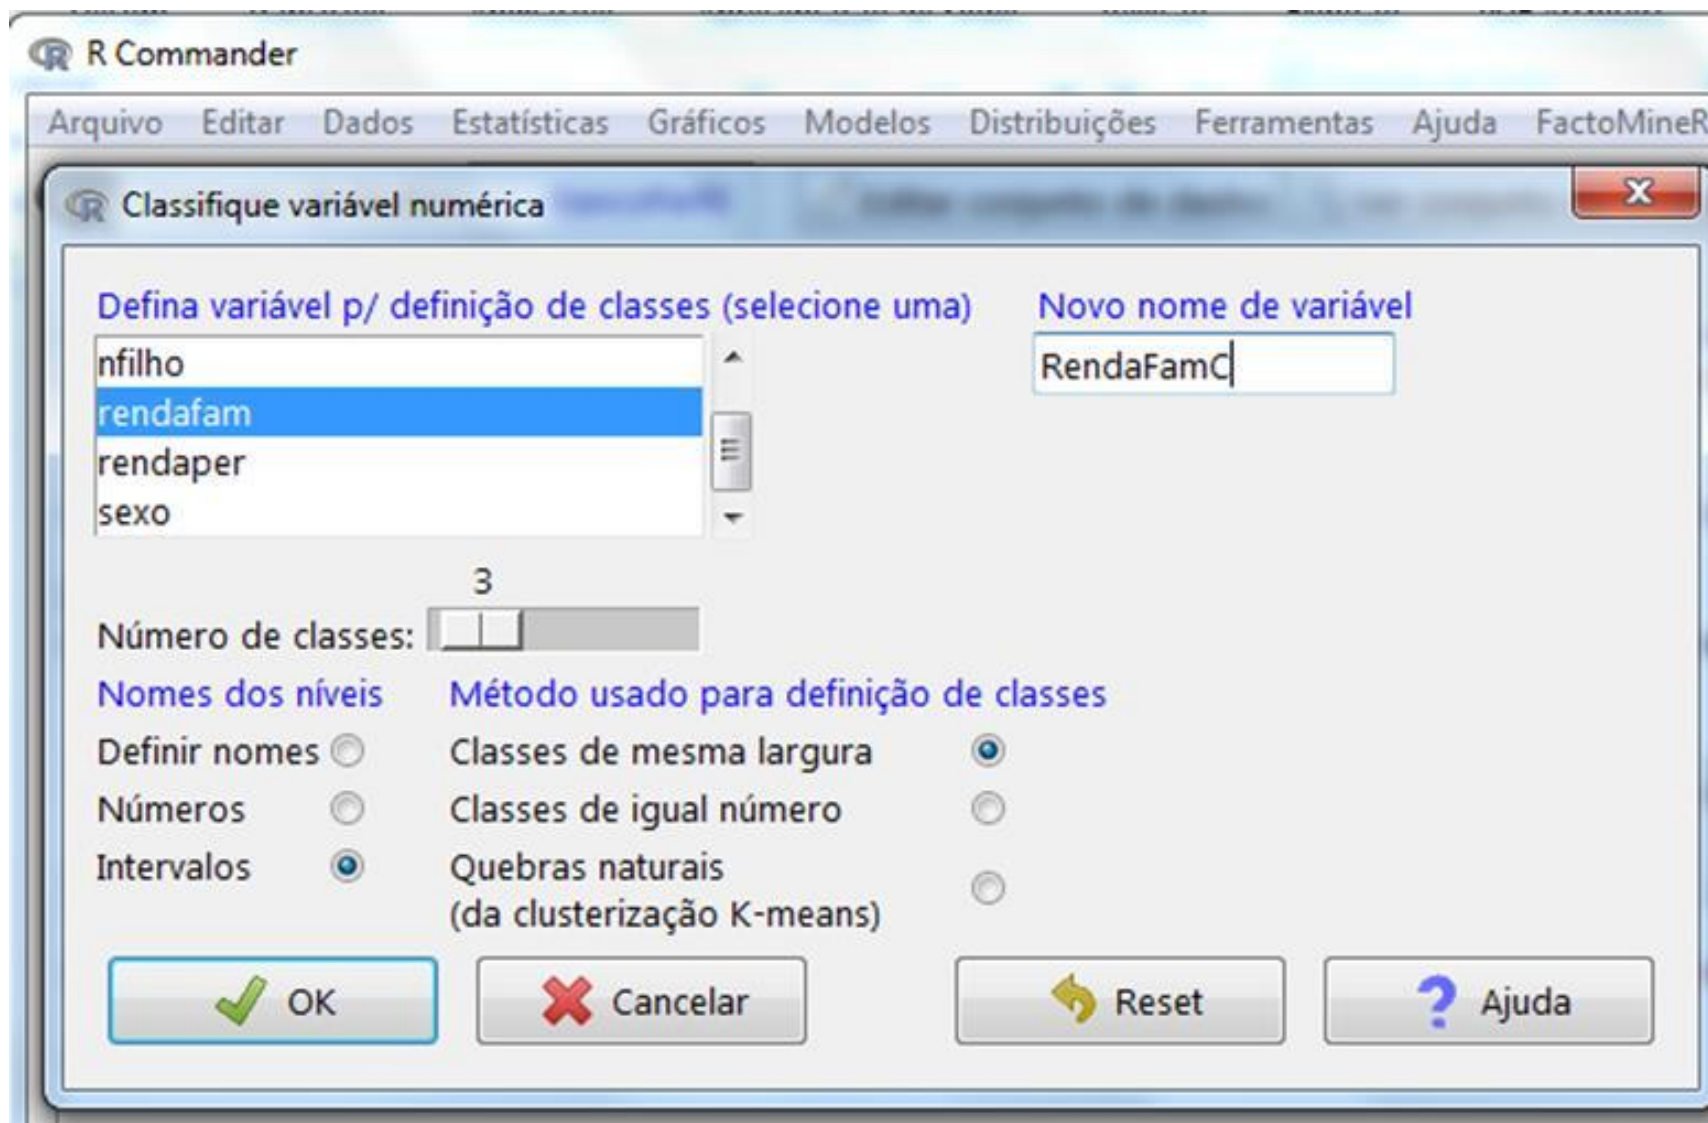 R Commander
Arquivo Editar Dados Estatísticas Gráficos Modelos Distribuições Ferramentas Ajuda FactoMineR
Classifique variável numérica
Defina variável p/ definição de classes (selecione uma)
Novo nome de variável
nfilho
rendafam
rendaper
sexo
RendaFamC
3
Número de classes:
Nomes dos níveis
Definir nomes
Números
Intervalos
Método usado para definição de classes
Classes de mesma largura
Classes de igual número
Quebras naturais
(da clusterização K-means)
OK Cancelar Reset Ajuda